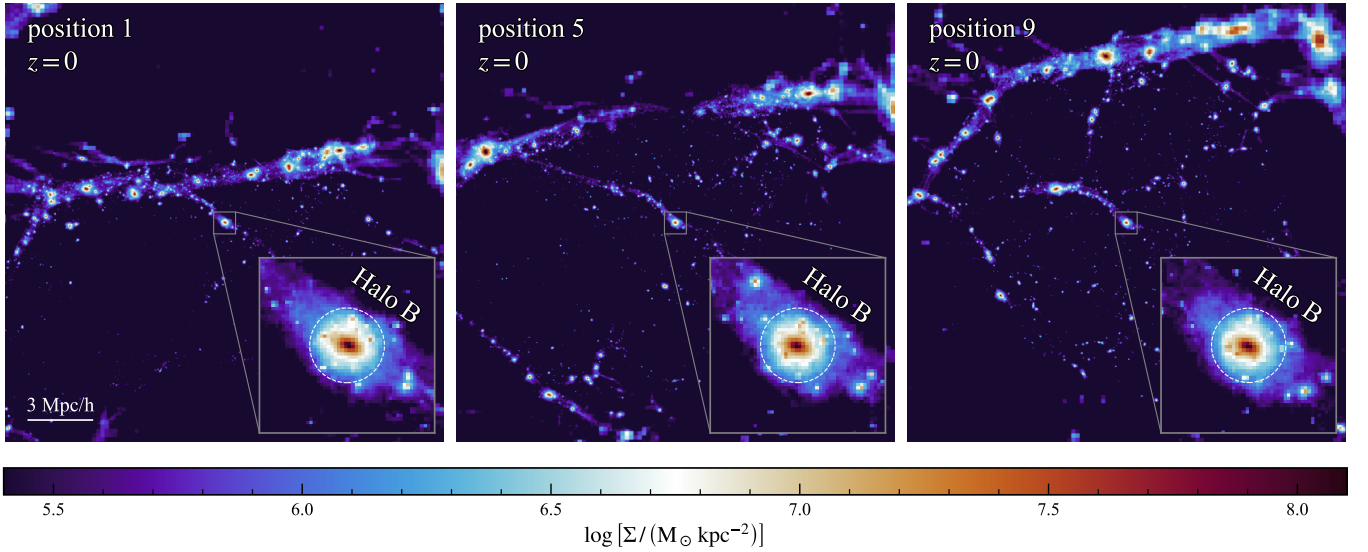 position 1
z=0
Halo B
3 Mpc/h
position 5
z=0
Halo B
position 9
z=0
Halo B
5.5 6.0 6.5 7.0 7.5 8.0
log [Σ/(M⊙ kpc⁻²)]